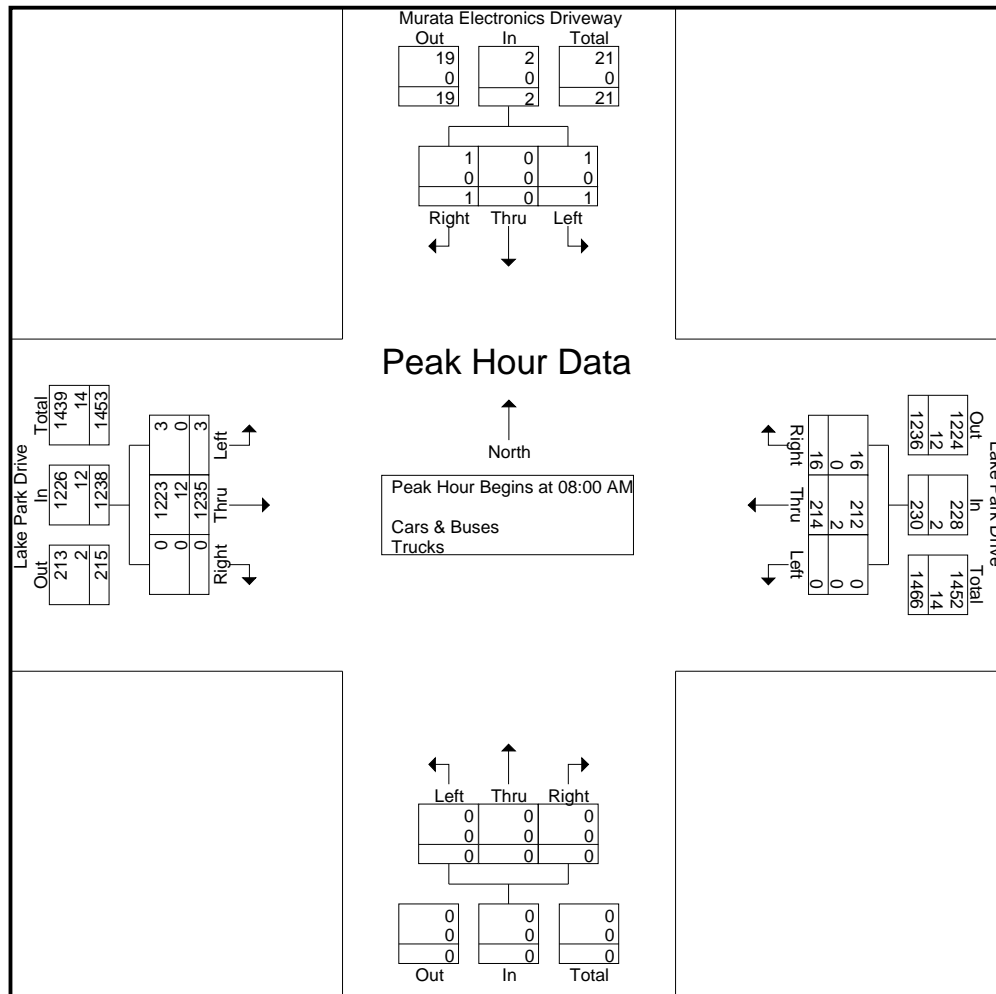 Murata Electronics Driveway
Out In Total
19 2 21
0 0 0
19 2 21
1 0 1
0 0 0
1 0 1
Right Thru Left
Peak Hour Data
North
Peak Hour Begins at 08:00 AM
Cars & Buses
Trucks
Lake Park Drive
Out In Total
213 1226 1439
2 12 14
215 1238 1453
0 1223 3
0 12 0
0 1235 3
Right Thru Left
Lake Park Drive
Out In Total
1224 228 1452
12 2 14
1236 230 1466
16 212 0
0 2 0
16 214 0
Right Thru Left
Left Thru Right
0 0 0
0 0 0
0 0 0
0 0 0
0 0 0
0 0 0
Out In Total